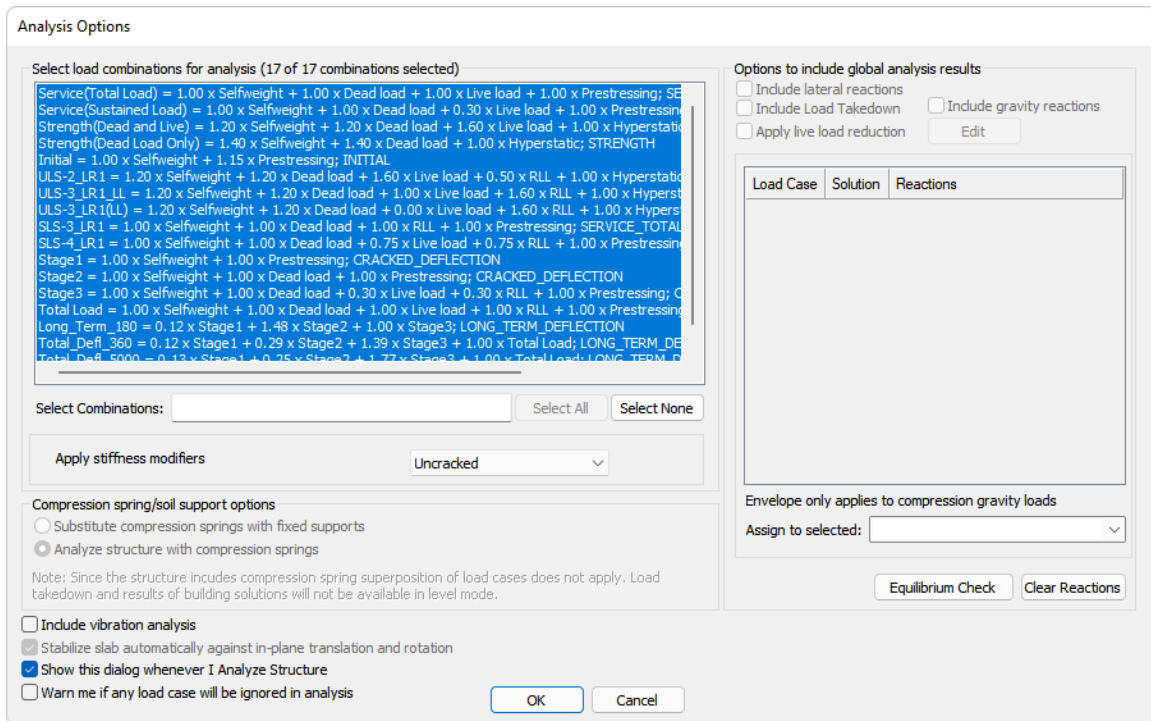 Analysis Options
Select load combinations for analysis (17 of 17 combinations selected)
Service(Total Load) = 1.00 x Selfweight + 1.00 x Dead load + 1.00 x Live load + 1.00 x Prestressing; SE
Service(Sustained Load) = 1.00 x Selfweight + 1.00 x Dead load + 0.30 x Live load + 1.00 x Prestressing
Strength(Dead and Live) = 1.20 x Selfweight + 1.20 x Dead load + 1.60 x Live load + 1.00 x Hyperstatic
Strength(Dead Load Only) = 1.40 x Selfweight + 1.40 x Dead load + 1.00 x Hyperstatic; STRENGTH
Initial = 1.00 x Selfweight + 1.15 x Prestressing; INITIAL
ULS-2_LR1 = 1.20 x Selfweight + 1.20 x Dead load + 1.60 x Live load + 0.50 x RLL + 1.00 x Hyperstatic
ULS-3_LR1_LL = 1.20 x Selfweight + 1.20 x Dead load + 1.00 x Live load + 1.60 x RLL + 1.00 x Hyperst
ULS-3_LR1(LL) = 1.20 x Selfweight + 1.20 x Dead load + 0.00 x Live load + 1.60 x RLL + 1.00 x Hyperst
SLS-3_LR1 = 1.00 x Selfweight + 1.00 x Dead load + 1.00 x RLL + 1.00 x Prestressing; SERVICE_TOTAL
SLS-4_LR1 = 1.00 x Selfweight + 1.00 x Dead load + 0.75 x Live load + 0.75 x RLL + 1.00 x Prestressin
Stage1 = 1.00 x Selfweight + 1.00 x Prestressing; CRACKED_DEFLECTION
Stage2 = 1.00 x Selfweight + 1.00 x Dead load + 1.00 x Prestressing; CRACKED_DEFLECTION
Stage3 = 1.00 x Selfweight + 1.00 x Dead load + 0.30 x Live load + 0.30 x RLL + 1.00 x Prestressing; C
Total Load = 1.00 x Selfweight + 1.00 x Dead load + 1.00 x Live load + 1.00 x RLL + 1.00 x Prestressing
Long_Term_180 = 0.12 x Stage1 + 1.48 x Stage2 + 1.00 x Stage3; LONG_TERM_DEFLECTION
Total_Defl_360 = 0.12 x Stage1 + 0.29 x Stage2 + 1.39 x Stage3 + 1.00 x Total Load; LONG_TERM_DE
Total_Defl_5000 = 0.13 x Stage1 + 0.25 x Stage2 + 1.77 x Stage3 + 1.00 x Total Load; LONG_TERM_D
Select Combinations:
Select All
Select None
Apply stiffness modifiers
Uncracked
Compression spring/soil support options
Substitute compression springs with fixed supports
Analyze structure with compression springs
Note: Since the structure incudes compression spring superposition of load cases does not apply. Load
takedown and results of building solutions will not be available in level mode.
Include vibration analysis
Stabilize slab automatically against in-plane translation and rotation
Show this dialog whenever I Analyze Structure
Warn me if any load case will be ignored in analysis
OK
Cancel
Options to include global analysis results
Include lateral reactions
Include Load Takedown
Include gravity reactions
Apply live load reduction
Edit
Load Case
Solution
Reactions
Envelope only applies to compression gravity loads
Assign to selected:
Equilibrium Check
Clear Reactions